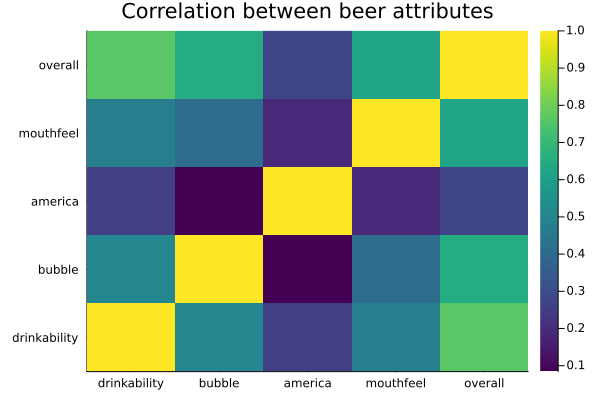 Correlation between beer attributes
overall
mouthfeel
america
bubble
drinkability
drinkability bubble america mouthfeel overall
1.0
0.9
0.8
0.7
0.6
0.5
0.4
0.3
0.2
0.1